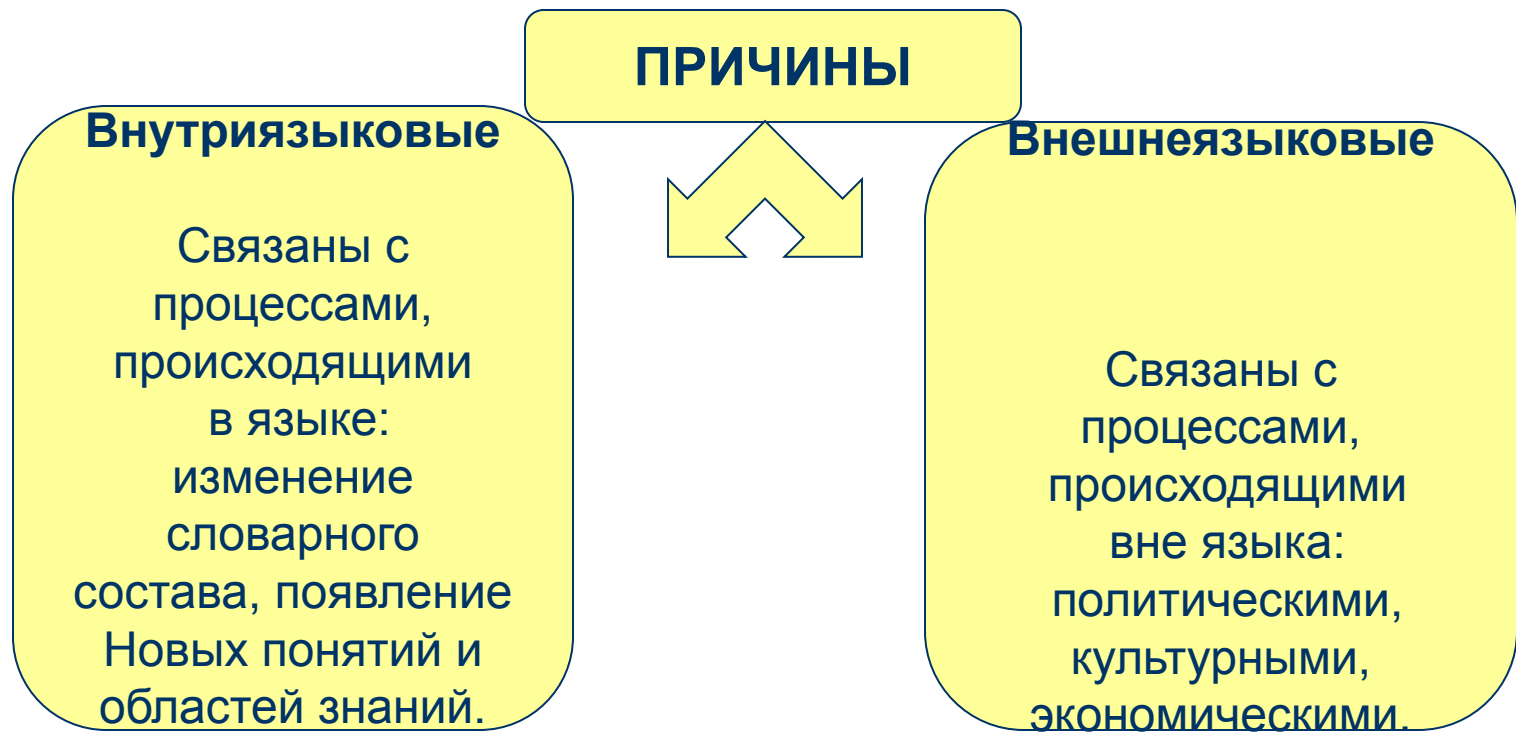 ПРИЧИНЫ
Внутриязыковые
Связаны с
процессами,
происходящими
в языке:
изменение
словарного
состава, появление
Новых понятий и
областей знаний.
Внешнеязыковые
Связаны с
процессами,
происходящими
вне языка:
политическими,
культурными,
экономическими.